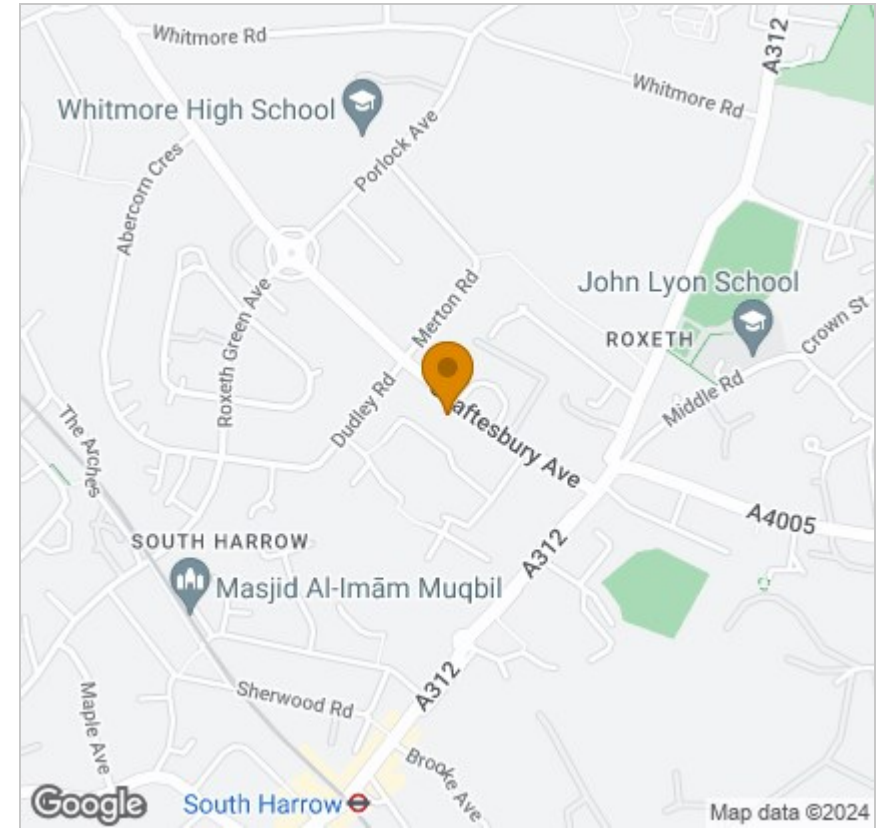 Whitmore Rd
A312
Whitmore Rd
Whitmore High School
Porlock Ave
Abercorn Cres
John Lyon School
Crown St
Merton Rd
ROXETH
Roxeth Green Ave
Middle Rd
Dudley Rd
Shaftesbury Ave
The Arches
A4005
SOUTH HARROW
A312
Masjid Al-Imām Muqbil
A312
Sherwood Rd
Maple Ave
Brooke Ave
South Harrow
Google
Map data ©2024